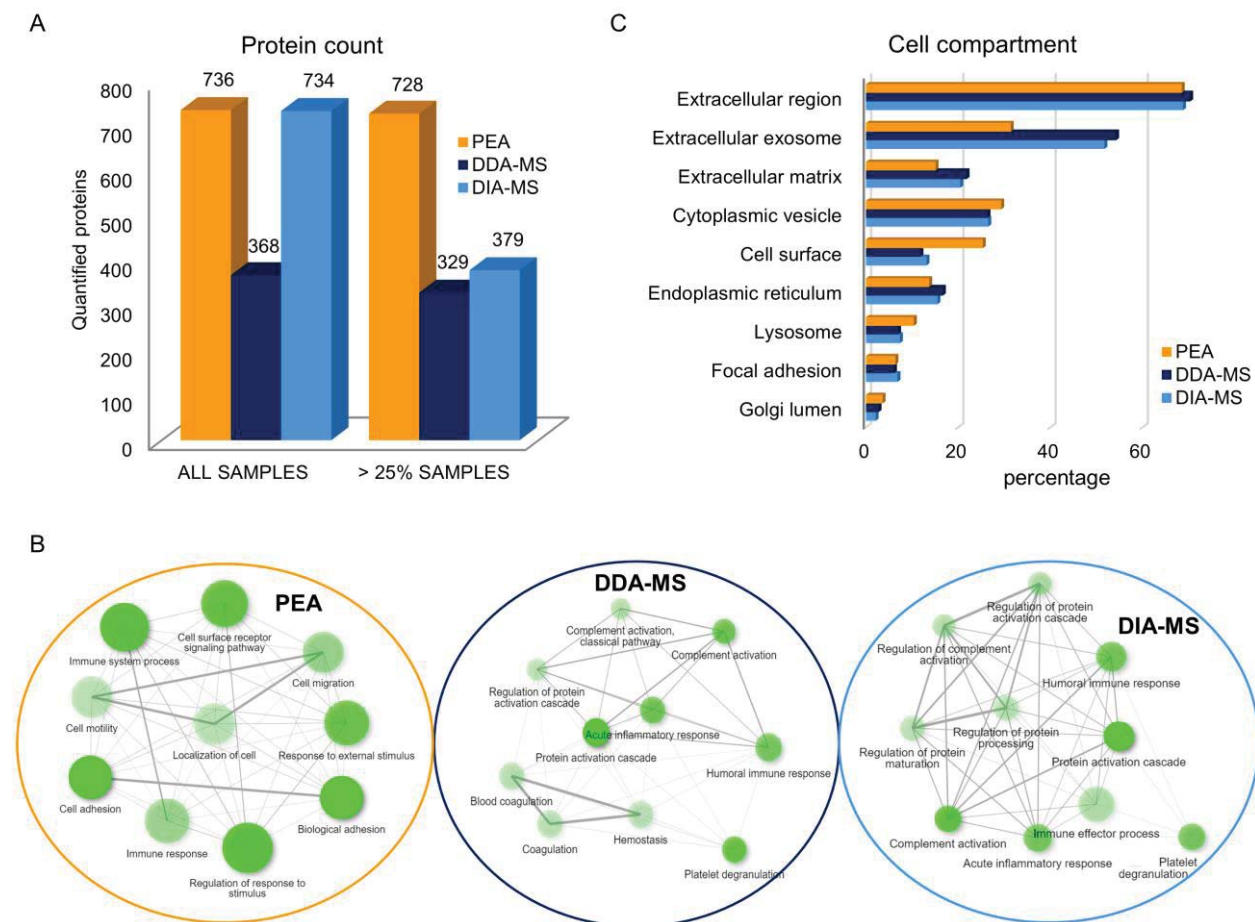 A
Protein count
736
734
728
368
329
379
800
700
600
500
400
300
200
100
0
Quantified proteins
PEA
DDA-MS
DIA-MS
ALL SAMPLES
> 25% SAMPLES
C
Cell compartment
Extracellular region
Extracellular exosome
Extracellular matrix
Cytoplasmic vesicle
Cell surface
Endoplasmic reticulum
Lysosome
Focal adhesion
Golgi lumen
PEA
DDA-MS
DIA-MS
0
20
40
60
percentage
B
PEA
Cell surface receptor
signaling pathway
Immune system process
Cell migration
Cell motility
Localization of cell
Response to external stimulus
Cell adhesion
Biological adhesion
Immune response
Regulation of response to
stimulus
DDA-MS
Complement activation,
classical pathway
Complement activation
Regulation of protein
activation cascade
Acute inflammatory response
Protein activation cascade
Humoral immune response
Blood coagulation
Coagulation
Hemostasis
Platelet degranulation
DIA-MS
Regulation of protein
activation cascade
Regulation of complement
activation
Humoral immune response
Regulation of protein
processing
Regulation of protein
maturation
Protein activation cascade
Immune effector process
Complement activation
Acute inflammatory response
Platelet
degranulation